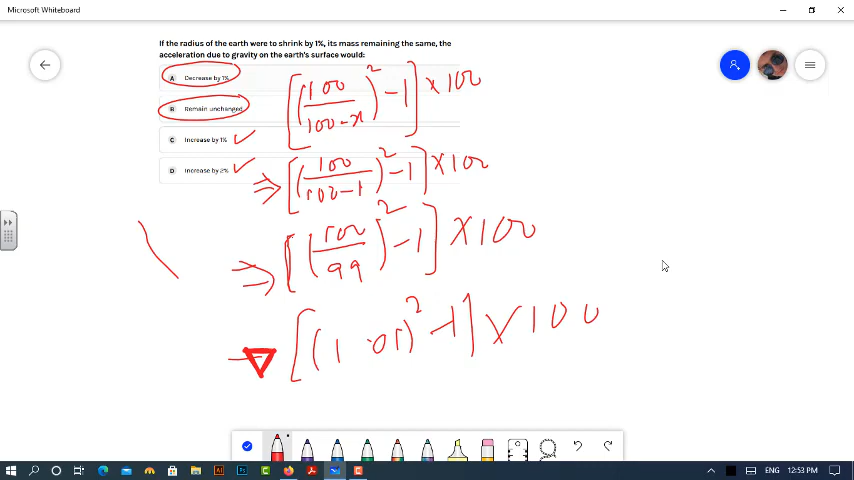 Microsoft Whiteboard
If the radius of the earth were to shrink by 1%, its mass remaining the same, the
acceleration due to gravity on the earth's surface would:
A Decrease by 1%
B Remain unchanged
C Increase by 1%
D Increase by 2%
[(100/100-x)²-1]×100
⇒ [(100/100-1)²-1]×100
⇒ [(100/99)²-1]×100
[(1.01)²-1]×100
Ai
Ps
C
C
ENG
12:53 PM